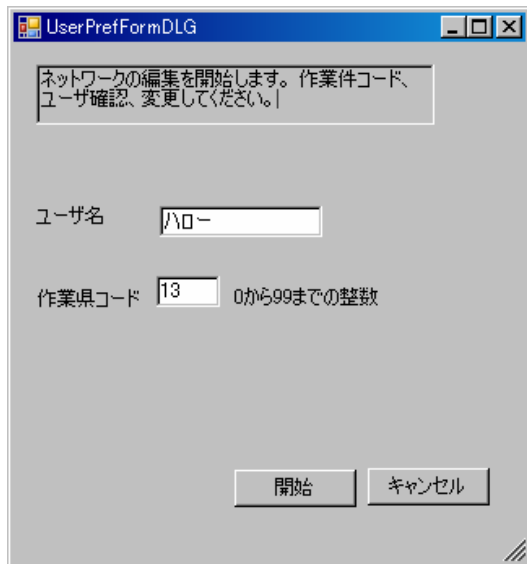 UserPrefFormDLG
ネットワークの編集を開始します。作業件コード、
ユーザ確認、変更してください。
ユーザ名
ハロー
作業県コード
13
0から99までの整数
開始
キャンセル